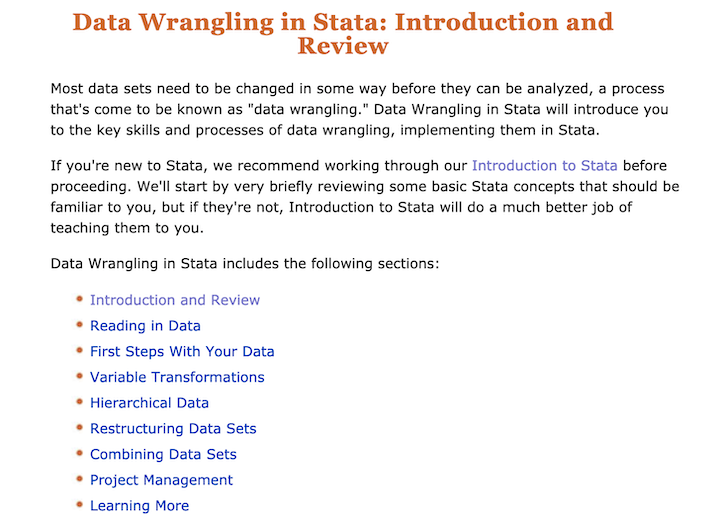 Data Wrangling in Stata: Introduction and
Review
Most data sets need to be changed in some way before they can be analyzed, a process
that's come to be known as "data wrangling." Data Wrangling in Stata will introduce you
to the key skills and processes of data wrangling, implementing them in Stata.
If you're new to Stata, we recommend working through our Introduction to Stata before
proceeding. We'll start by very briefly reviewing some basic Stata concepts that should be
familiar to you, but if they're not, Introduction to Stata will do a much better job of
teaching them to you.
Data Wrangling in Stata includes the following sections:
Introduction and Review
Reading in Data
First Steps With Your Data
Variable Transformations
Hierarchical Data
Restructuring Data Sets
Combining Data Sets
Project Management
Learning More